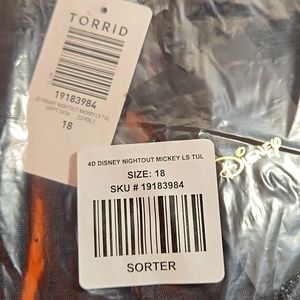 TORRID
19183984
4D DISNEY NIGHTOUT MICKEY LS TUL
18
Disney
4D DISNEY NIGHTOUT MICKEY LS TUL
SIZE: 18
SKU # 19183984
SORTER